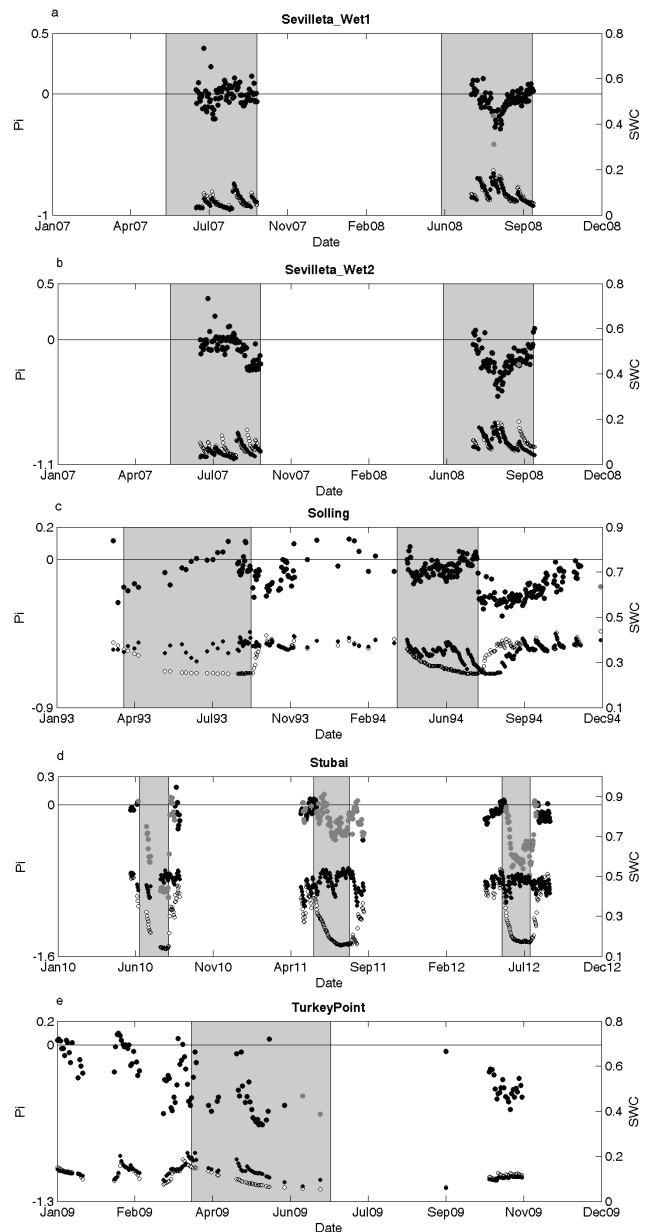 a
Sevilleta_Wet1
0.5
0
-1
Pi
0.8
0.6
0.4
0.2
0
SWC
Jan07 Apr07 Jul07 Nov07 Feb08 Jun08 Sep08 Dec08
Date
b
Sevilleta_Wet2
0.5
0
-1.1
Pi
0.8
0.6
0.4
0.2
0
SWC
Jan07 Apr07 Jul07 Nov07 Feb08 Jun08 Sep08 Dec08
Date
c
Solling
0.2
0
-0.9
Pi
0.9
0.7
0.5
0.3
0.1
SWC
Jan93 Apr93 Jul93 Nov93 Feb94 Jun94 Sep94 Dec94
Date
d
Stubai
0.3
0
-1.6
Pi
0.9
0.7
0.5
0.3
0.1
SWC
Jan10 Jun10 Nov10 Apr11 Sep11 Feb12 Jul12 Dec12
Date
e
TurkeyPoint
0.2
0
-1.3
Pi
0.8
0.6
0.4
0.2
0
SWC
Jan09 Feb09 Apr09 Jun09 Jul09 Sep09 Nov09 Dec09
Date